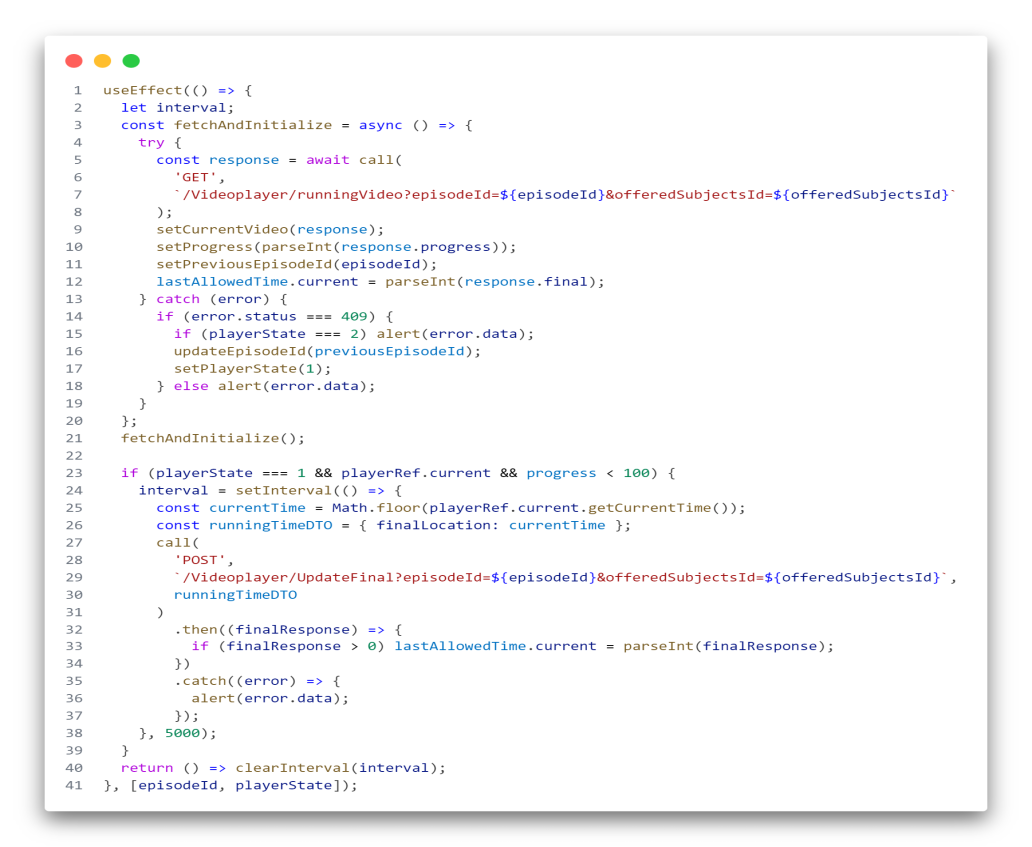 1 useEffect(() => {
2   let interval;
3   const fetchAndInitialize = async () => {
4     try {
5       const response = await call(
6         'GET',
7         `/Videoplayer/runningVideo?episodeId=${episodeId}&offeredSubjectsId=${offeredSubjectsId}`
8       );
9       setCurrentVideo(response);
10       setProgress(parseInt(response.progress));
11       setPreviousEpisodeId(episodeId);
12       lastAllowedTime.current = parseInt(response.final);
13     } catch (error) {
14       if (error.status === 409) {
15         if (playerState === 2) alert(error.data);
16         updateEpisodeId(previousEpisodeId);
17         setPlayerState(1);
18       } else alert(error.data);
19     }
20   };
21   fetchAndInitialize();
22
23   if (playerState === 1 && playerRef.current && progress < 100) {
24     interval = setInterval(() => {
25       const currentTime = Math.floor(playerRef.current.getCurrentTime());
26       const runningTimeDTO = { finalLocation: currentTime };
27       call(
28         'POST',
29         `/Videoplayer/UpdateFinal?episodeId=${episodeId}&offeredSubjectsId=${offeredSubjectsId}`,
30         runningTimeDTO
31       )
32         .then((finalResponse) => {
33           if (finalResponse > 0) lastAllowedTime.current = parseInt(finalResponse);
34         })
35         .catch((error) => {
36           alert(error.data);
37         });
38     }, 5000);
39   }
40   return () => clearInterval(interval);
41 }, [episodeId, playerState]);